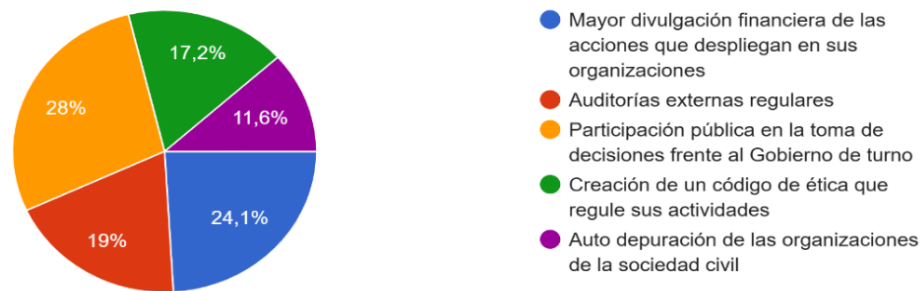 17,2%
28%
11,6%
19%
24,1%
Mayor divulgación financiera de las
acciones que despliegan en sus
organizaciones
Auditorías externas regulares
Participación pública en la toma de
decisiones frente al Gobierno de turno
Creación de un código de ética que
regule sus actividades
Auto depuración de las organizaciones
de la sociedad civil